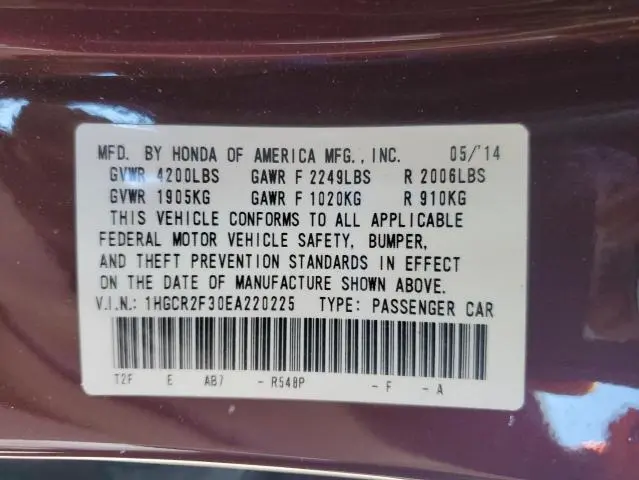 MFD. BY HONDA OF AMERICA MFG., INC. 05/'14
GVWR 4200LBS GAWR F 2249LBS R 2006LBS
GVWR 1905KG GAWR F 1020KG R 910KG
THIS VEHICLE CONFORMS TO ALL APPLICABLE
FEDERAL MOTOR VEHICLE SAFETY, BUMPER,
AND THEFT PREVENTION STANDARDS IN EFFECT
ON THE DATE OF MANUFACTURE SHOWN ABOVE.
V.I.N.: 1HGCR2F30EA220225 TYPE: PASSENGER CAR
T2F E AB7 - R548P - F - A